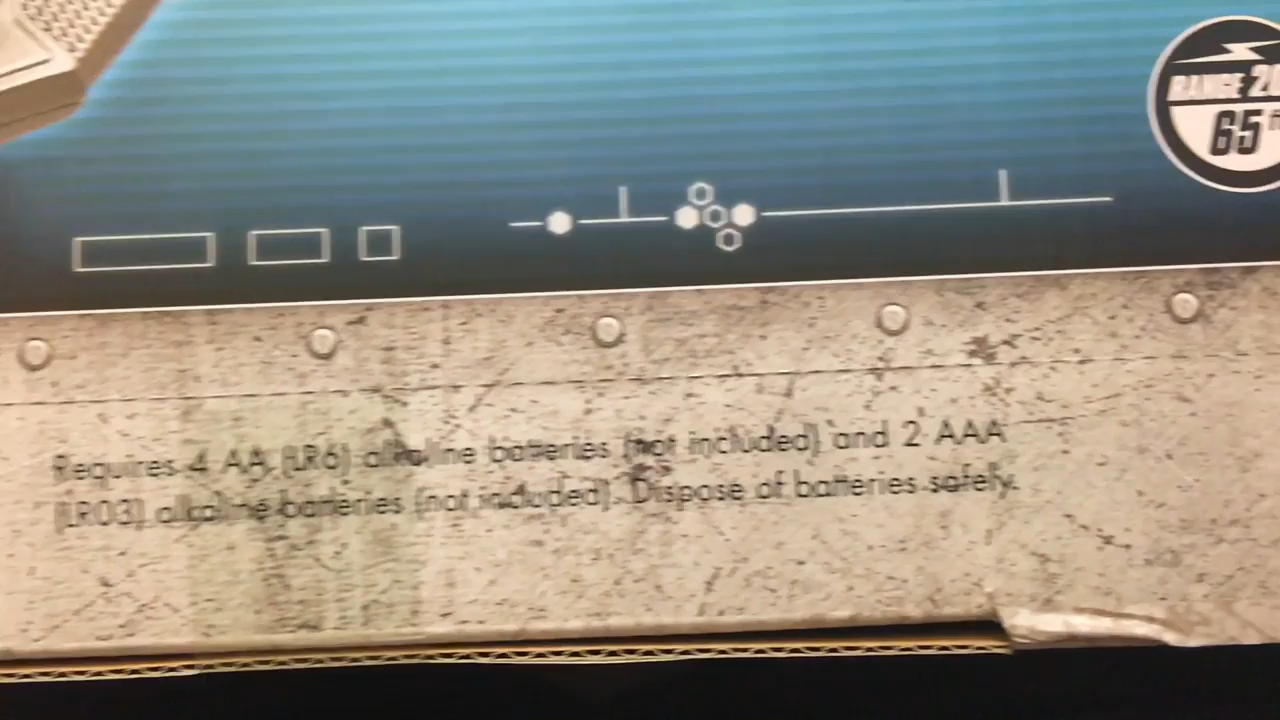 RANGE 20
65 f
Requires 4 AA (LR6) alkaline batteries (not included) and 2 AAA
(LR03) alkaline batteries (not included). Dispose of batteries safely.